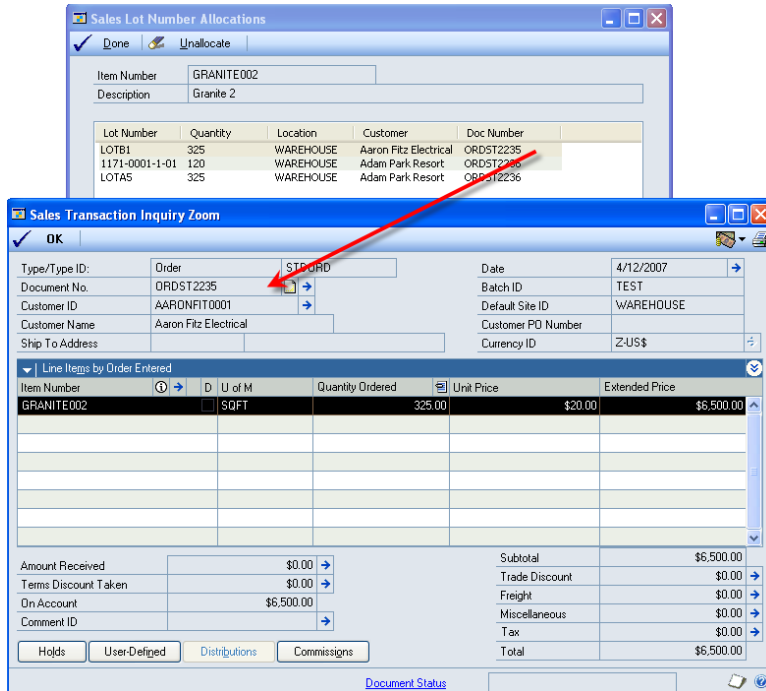 Sales Lot Number Allocations
Done Unallocate
Item Number GRANITE002
Description Granite 2
Lot Number Quantity Location Customer Doc Number
LOTB1 325 WAREHOUSE Aaron Fitz Electrical ORDST2235
1171-0001-1-01 120 WAREHOUSE Adam Park Resort ORDST2236
LOTA5 325 WAREHOUSE Adam Park Resort ORDST2236
Sales Transaction Inquiry Zoom
OK
Type/Type ID: Order STDORD Date 4/12/2007
Document No. ORDST2235 Batch ID TEST
Customer ID AARONFIT0001 Default Site ID WAREHOUSE
Customer Name Aaron Fitz Electrical Customer PO Number
Ship To Address Currency ID Z-US$
Line Items by Order Entered
Item Number D U of M Quantity Ordered Unit Price Extended Price
GRANITE002 SQFT 325.00 $20.00 $6,500.00
Amount Received $0.00 Subtotal $6,500.00
Terms Discount Taken $0.00 Trade Discount $0.00
On Account $6,500.00 Freight $0.00
Comment ID Miscellaneous $0.00
Tax $0.00
Holds User-Defined Distributions Commissions Total $6,500.00
Document Status